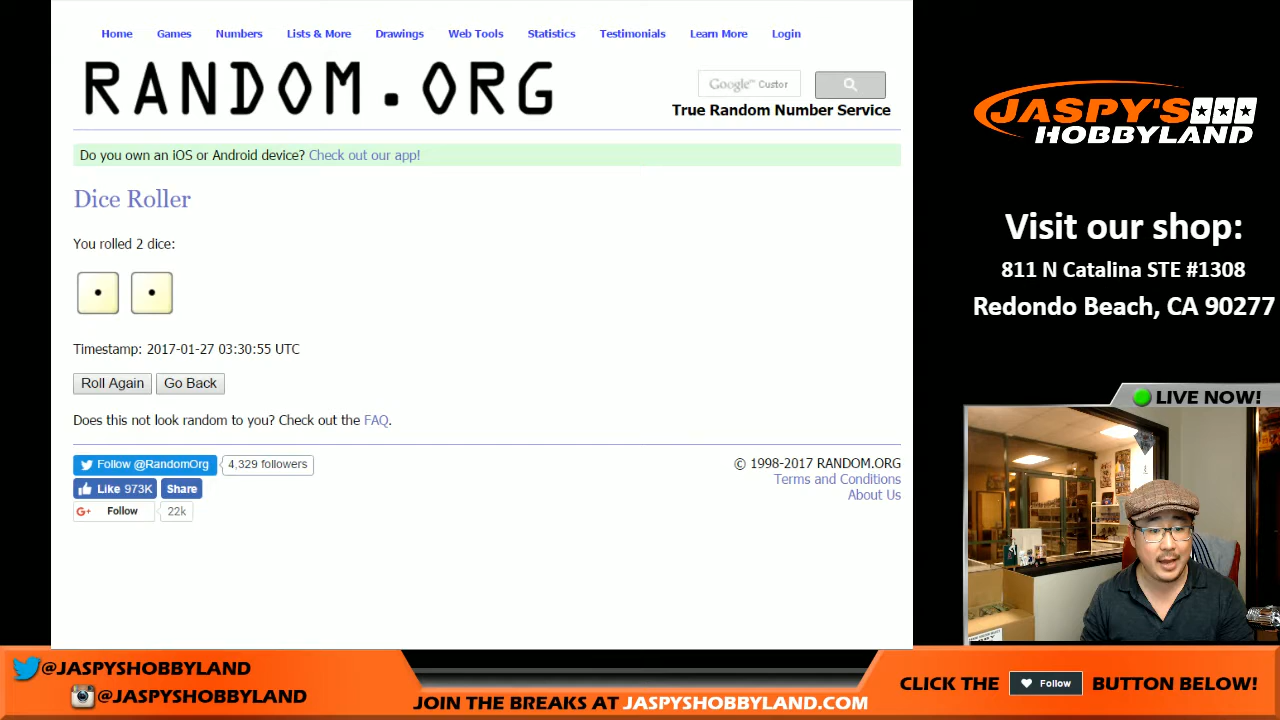 Home Games Numbers Lists & More Drawings Web Tools Statistics Testimonials Learn More Login
RANDOM.ORG
Google™ Custor
True Random Number Service
Do you own an iOS or Android device? Check out our app!
Dice Roller
You rolled 2 dice:
Timestamp: 2017-01-27 03:30:55 UTC
Roll Again Go Back
Does this not look random to you? Check out the FAQ.
Follow @RandomOrg 4,329 followers
Like 973K Share
G+ Follow 22k
© 1998-2017 RANDOM.ORG
Terms and Conditions
About Us
JASPY'S
HOBBYLAND
Visit our shop:
811 N Catalina STE #1308
Redondo Beach, CA 90277
LIVE NOW!
@JASPYSHOBBYLAND
@JASPYSHOBBYLAND
JOIN THE BREAKS AT JASPYSHOBBYLAND.COM
CLICK THE Follow BUTTON BELOW!